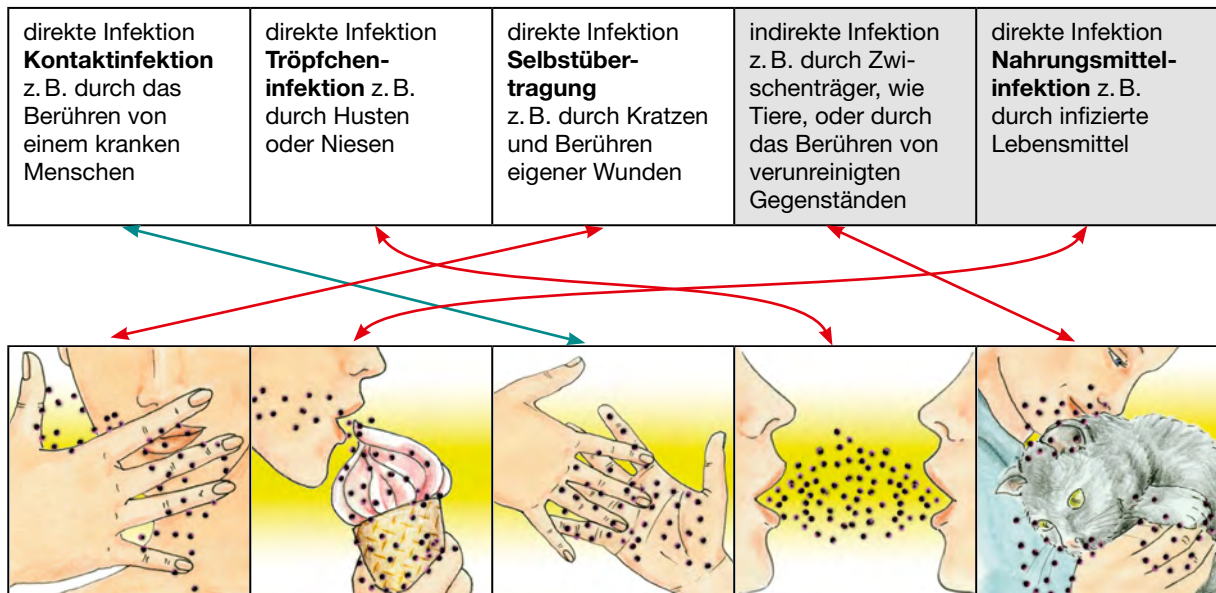 direkte Infektion
Kontaktinfektion
z. B. durch das
Berühren von
einem kranken
Menschen
direkte Infektion
Tröpfchen-
infektion z. B.
durch Husten
oder Niesen
direkte Infektion
Selbstüber-
tragung
z. B. durch Kratzen
und Berühren
eigener Wunden
indirekte Infektion
z. B. durch Zwi-
schenträger, wie
Tiere, oder durch
das Berühren von
verunreinigten
Gegenständen
direkte Infektion
Nahrungsmittel-
infektion z. B.
durch infizierte
Lebensmittel